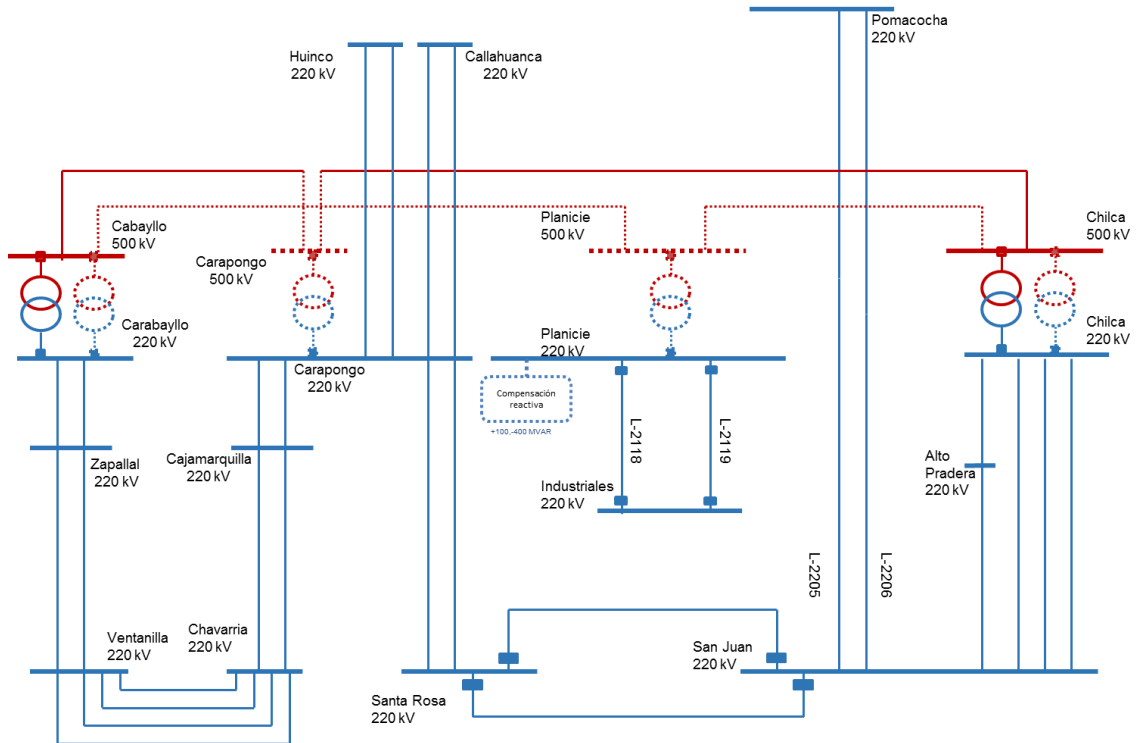 Pomacocha
220 kV
Huinco
220 kV
Callahuanca
220 kV
Cabayllo
500 kV
Carapongo
500 kV
Planicie
500 kV
Chilca
500 kV
Carabayllo
220 kV
Carapongo
220 kV
Planicie
220 kV
Chilca
220 kV
Compensación
reactiva
+100,-400 MVAR
L-2118
L-2119
Zapallal
220 kV
Cajamarquilla
220 kV
Industriales
220 kV
Alto
Pradera
220 kV
L-2205
L-2206
Ventanilla
220 kV
Chavarria
220 kV
Santa Rosa
220 kV
San Juan
220 kV